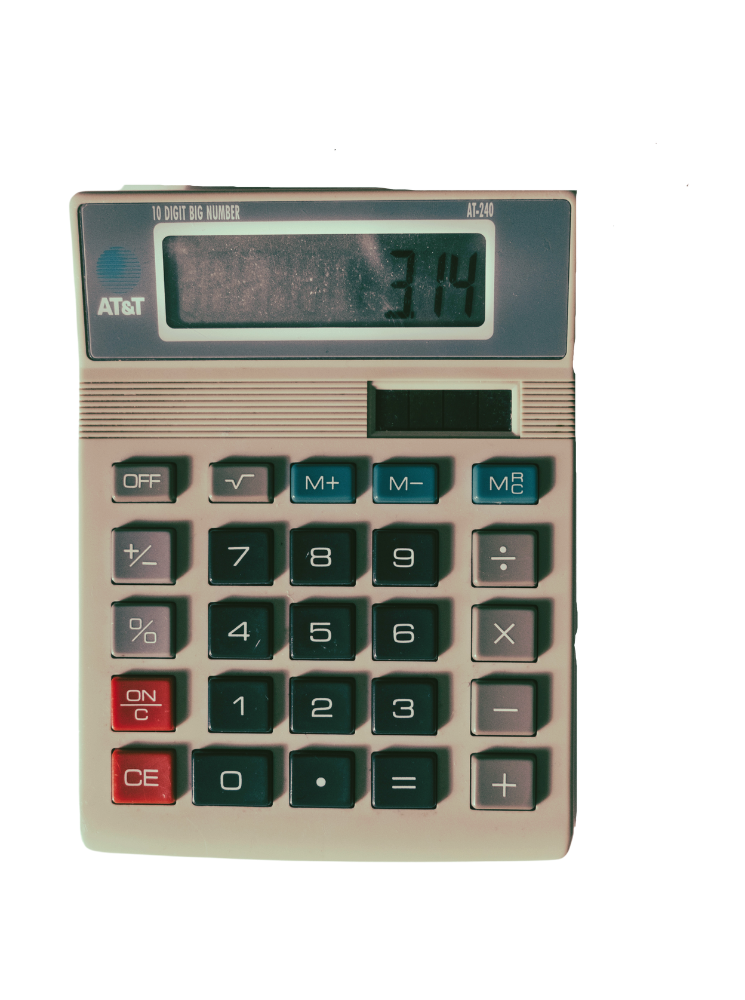 10 DIGIT BIG NUMBER AT-240
3.14
AT&T
OFF √ M+ M− MRC
+/− 7 8 9 ÷
% 4 5 6 ×
ON/C 1 2 3 −
CE 0 • = +